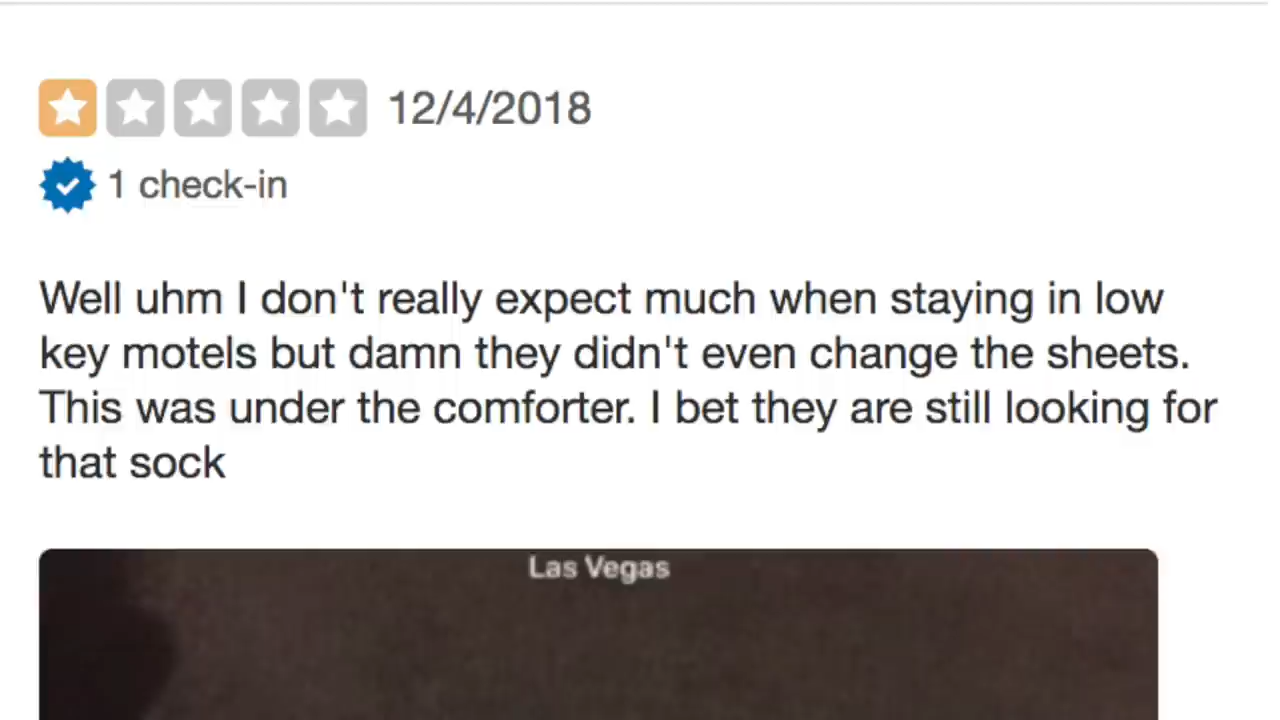 12/4/2018
1 check-in
Well uhm I don't really expect much when staying in low
key motels but damn they didn't even change the sheets.
This was under the comforter. I bet they are still looking for
that sock
Las Vegas